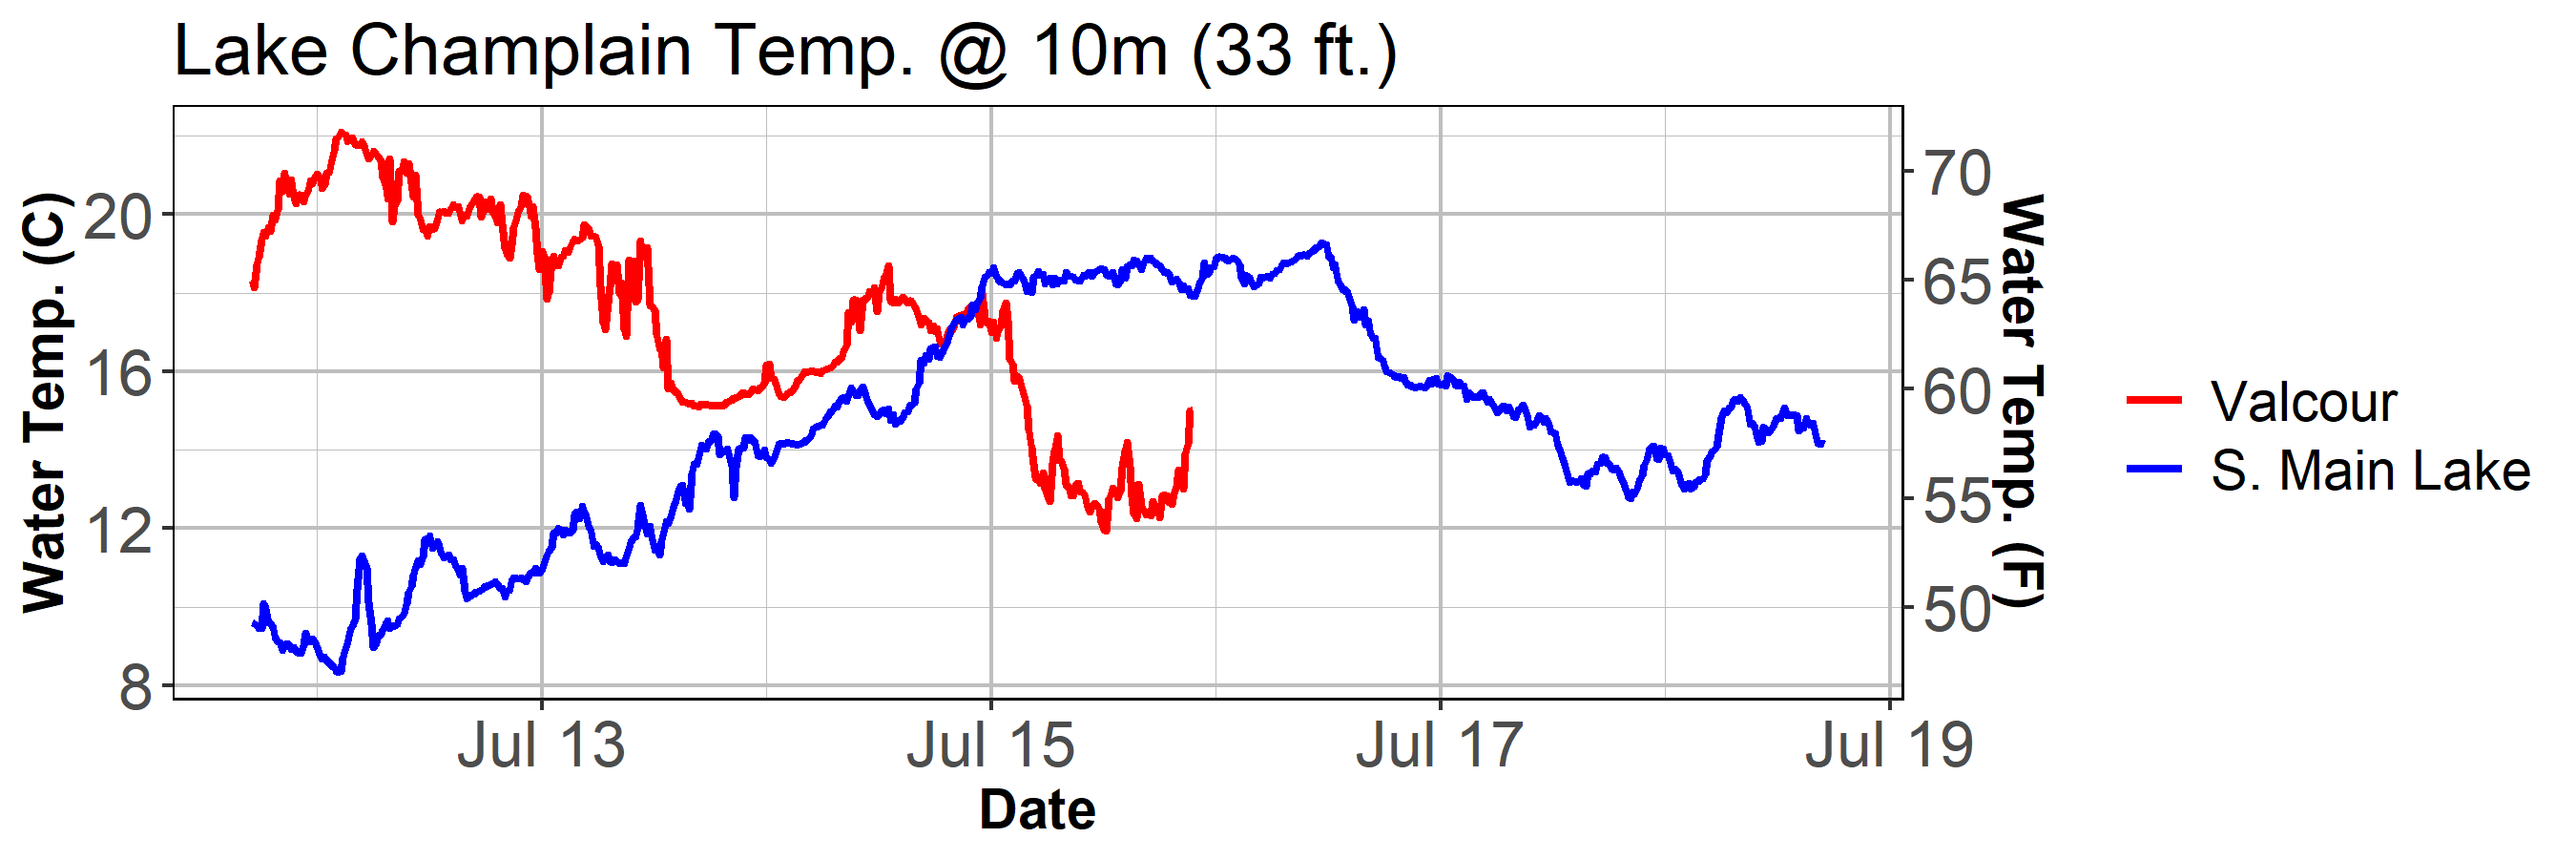 Lake Champlain Temp. @ 10m (33 ft.)
Water Temp. (C)
20
16
12
8
70
65
60
55
50
Water Temp. (F)
Jul 13
Jul 15
Jul 17
Jul 19
Date
Valcour
S. Main Lake